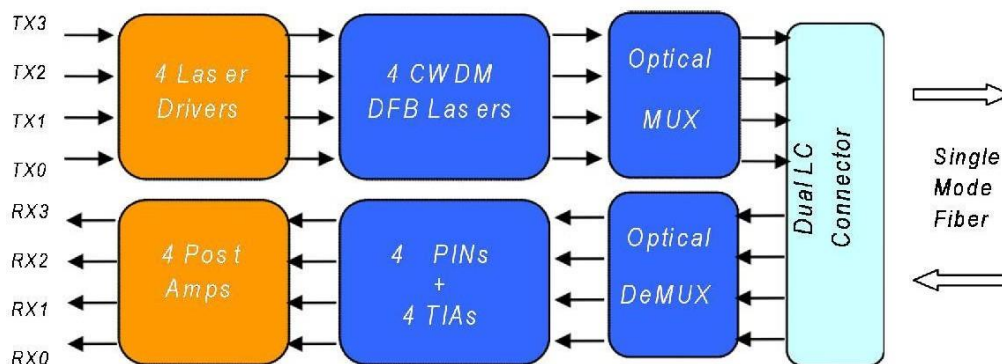 TX3
TX2
TX1
TX0
4 Laser
Drivers
4 CWDM
DFB Lasers
Optical
MUX
RX3
RX2
RX1
RX0
4 Post
Amps
4 PINs
+
4 TIAs
Optical
DeMUX
Dual LC
Connector
Single
Mode
Fiber